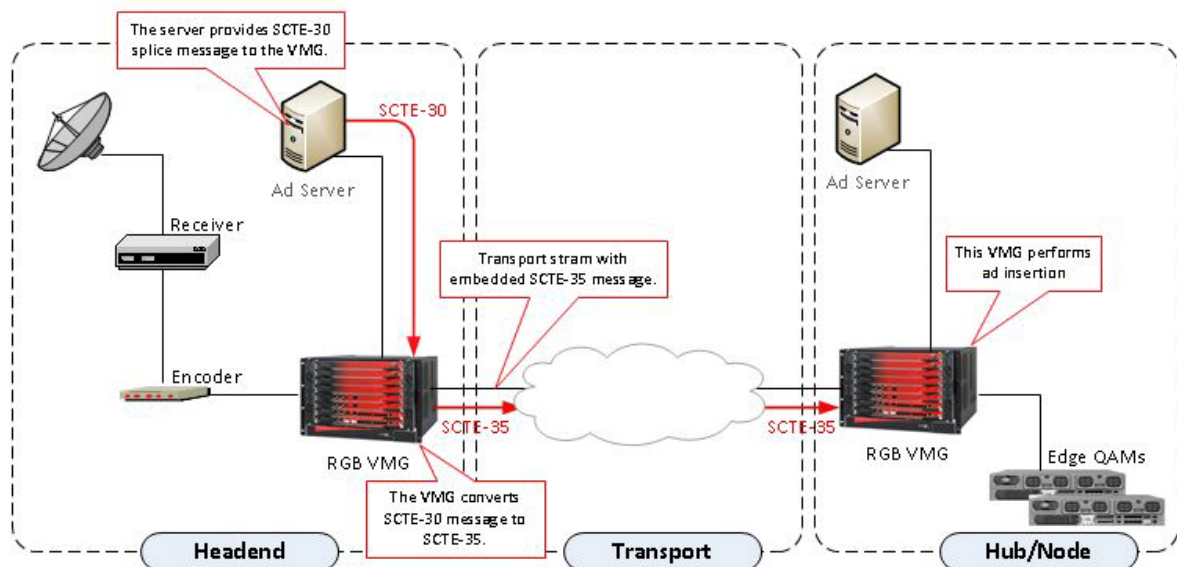 The server provides SCTE-30
splice message to the VMG.
SCTE-30
Ad Server
Receiver
Encoder
RGB VMG
SCTE-35
The VMG converts
SCTE-30 message to
SCTE-35.
Headend
Transport stram with
embedded SCTE-35 message.
SCTE-35
Transport
Ad Server
This VMG performs
ad insertion
RGB VMG
Edge QAMs
Hub/Node